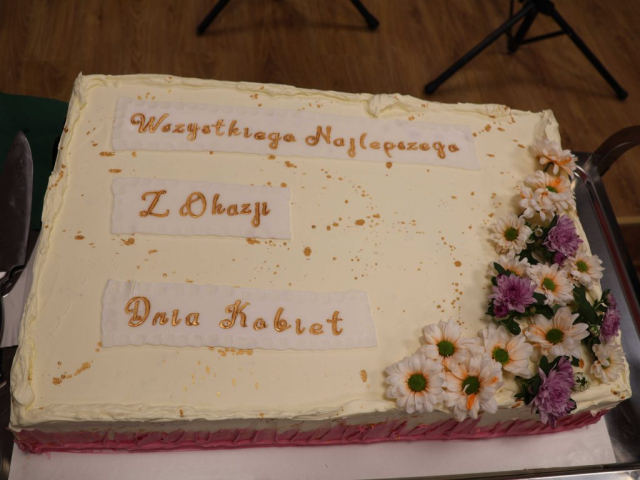 Wszystkiego Najlepszego
Z Okazji
Dnia Kobiet